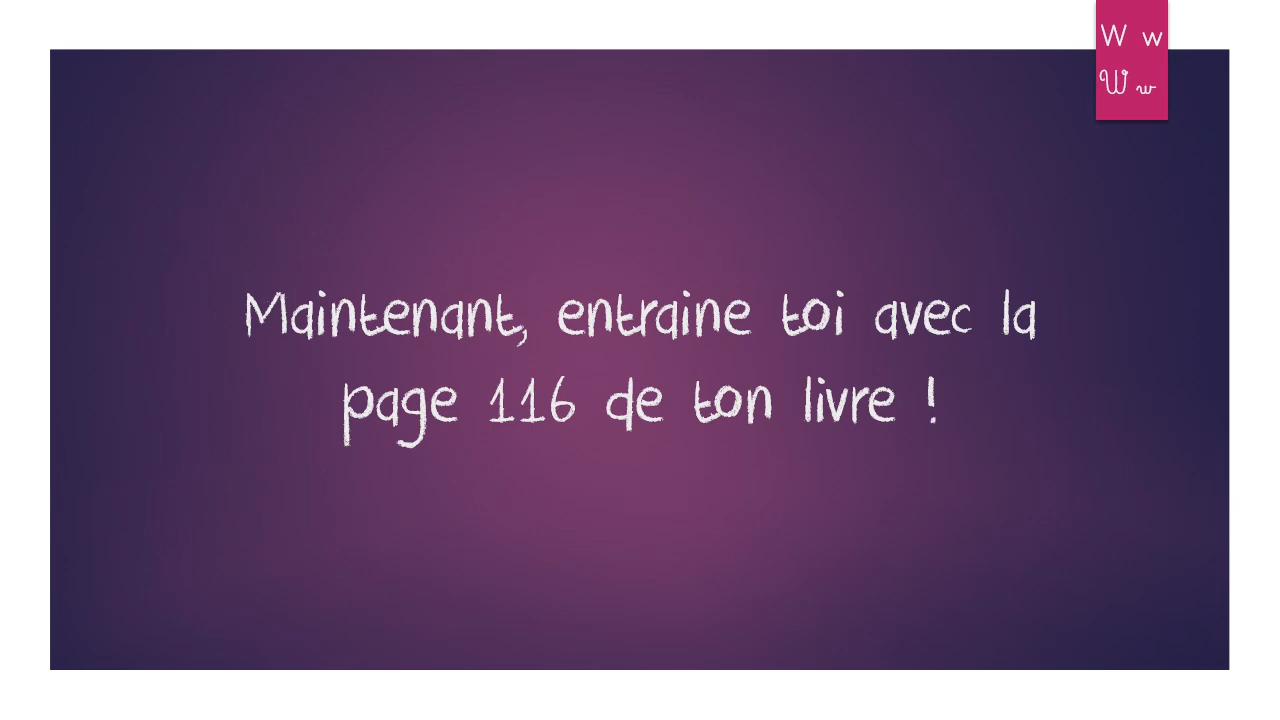 W w
W w
Maintenant, entraine toi avec la
page 116 de ton livre !